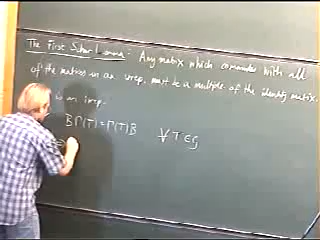 The First Schur Lemma: Any matrix which commutes with all
of the matrices in an irrep. must be a multiple of the identity matrix.
is an irrep.
BΓ(T) = Γ(T)B ∀ T ∈ G